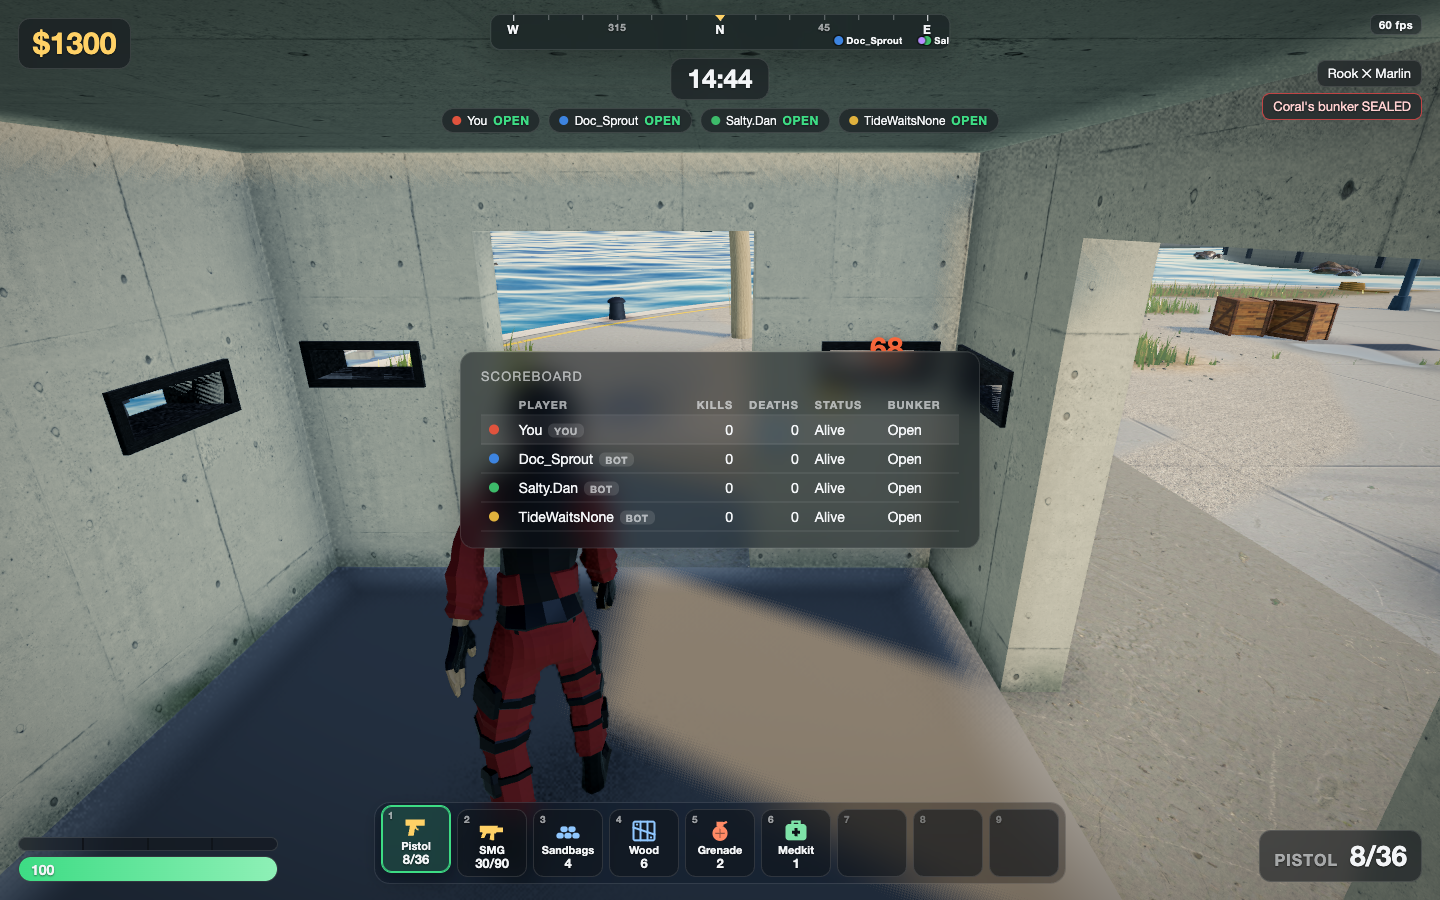 $1300
W 315 N 45 E
Doc_Sprout Sal
60 fps
14:44
Rook X Marlin
Coral's bunker SEALED
You OPEN Doc_Sprout OPEN Salty.Dan OPEN TideWaitsNone OPEN
68
SCOREBOARD
PLAYER KILLS DEATHS STATUS BUNKER
You YOU 0 0 Alive Open
Doc_Sprout BOT 0 0 Alive Open
Salty.Dan BOT 0 0 Alive Open
TideWaitsNone BOT 0 0 Alive Open
1 2 3 4 5 6 7 8 9
Pistol SMG Sandbags Wood Grenade Medkit
8/36 30/90 4 6 2 1
100
PISTOL 8/36